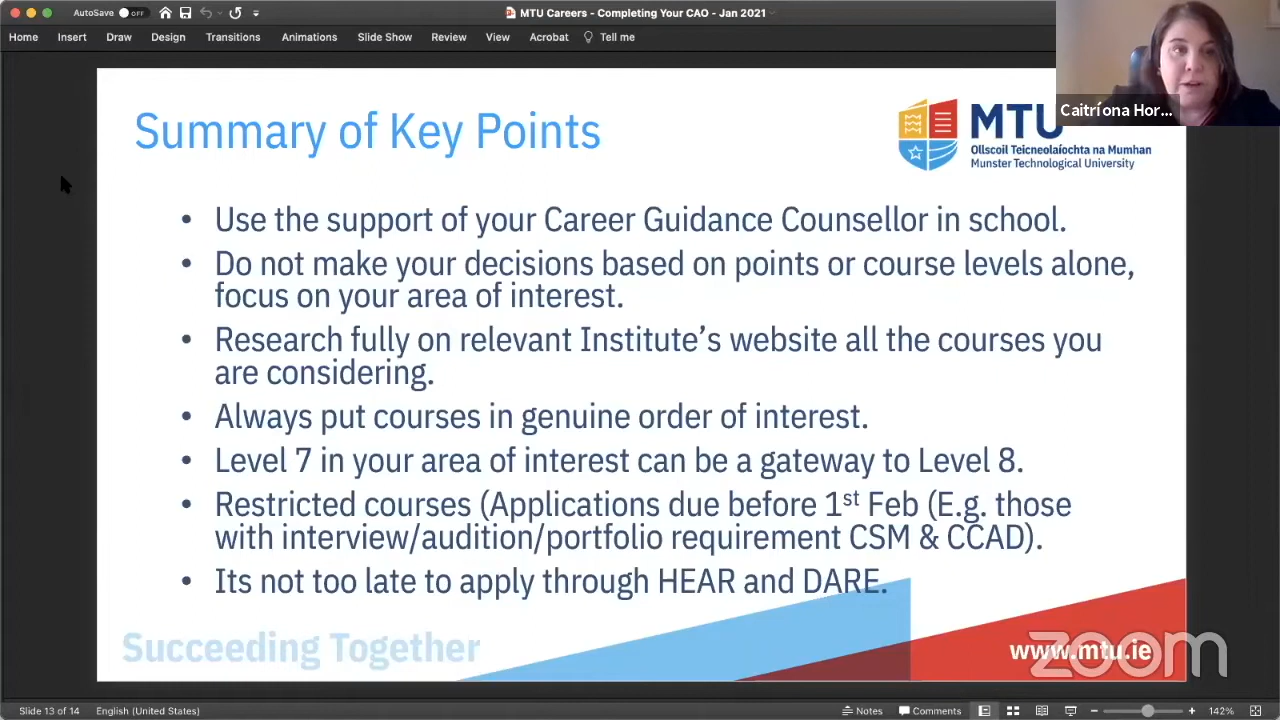 AutoSave OFF
MTU Careers - Completing Your CAO - Jan 2021
Home Insert Draw Design Transitions Animations Slide Show Review View Acrobat Tell me
Caitríona Hor...
Summary of Key Points
MTU
Ollscoil Teicneolaíochta na Mumhan
Munster Technological University
• Use the support of your Career Guidance Counsellor in school.
• Do not make your decisions based on points or course levels alone,
focus on your area of interest.
• Research fully on relevant Institute's website all the courses you
are considering.
• Always put courses in genuine order of interest.
• Level 7 in your area of interest can be a gateway to Level 8.
• Restricted courses (Applications due before 1st Feb (E.g. those
with interview/audition/portfolio requirement CSM & CCAD).
• Its not too late to apply through HEAR and DARE.
Succeeding Together
www.mtu.ie
zoom
Slide 13 of 14 English (United States) Notes Comments 142%